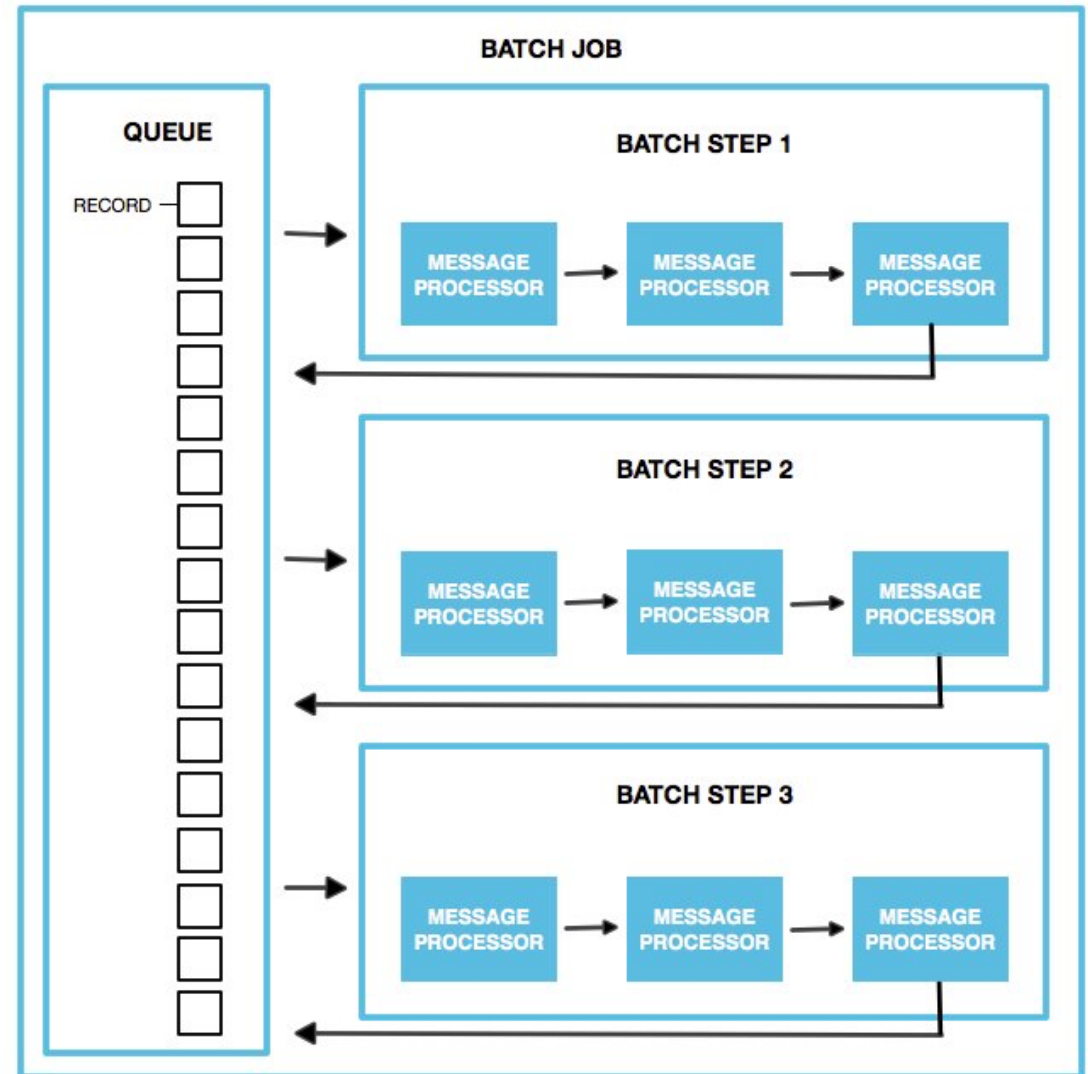 BATCH JOB
QUEUE
RECORD
BATCH STEP 1
MESSAGE
PROCESSOR
MESSAGE
PROCESSOR
MESSAGE
PROCESSOR
BATCH STEP 2
MESSAGE
PROCESSOR
MESSAGE
PROCESSOR
MESSAGE
PROCESSOR
BATCH STEP 3
MESSAGE
PROCESSOR
MESSAGE
PROCESSOR
MESSAGE
PROCESSOR